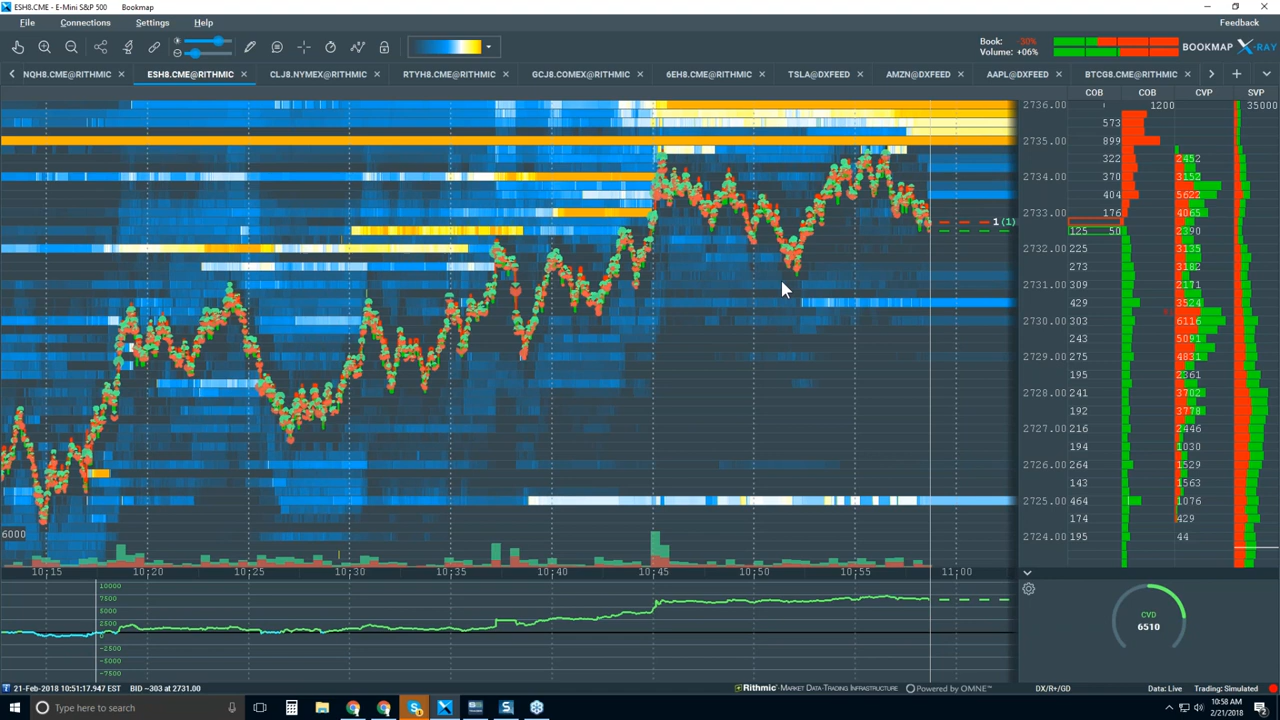 ESH8.CME - E-Mini S&P 500 Bookmap
File Connections Settings Help Feedback
Book: -30%
Volume: +06%
BOOKMAP X-RAY
NQH8.CME@RITHMIC ESH8.CME@RITHMIC CLJ8.NYMEX@RITHMIC RTYH8.CME@RITHMIC GCJ8.COMEX@RITHMIC 6EH8.CME@RITHMIC TSLA@DXFEED AMZN@DXFEED AAPL@DXFEED BTCG8.CME@RITHMIC
COB COB CVP SVP
2736.00 1200 35000
573
2735.00 899
322 2452
2734.00 370 3152
404 5622
2733.00 176 4065
1 (1)
125 50 2390
2732.00 225 3135
273 3182
2731.00 309 2171
429 3524
2730.00 303 6116
243 5091
2729.00 275 4831
195 2361
2728.00 241 3702
192 3778
2727.00 216 2446
194 1030
2726.00 264 1529
143 1563
2725.00 464 1076
174 429
6000
2724.00 195 44
10:15 10:20 10:25 10:30 10:35 10:40 10:45 10:50 10:55 11:00
10000
7500
5000
2500
0
-2500
-5000
-7500
CVD
6510
21-Feb-2018 10:51:17.947 EST BID ~303 at 2731.00
Rithmic - Market Data-Trading Infrastructure Powered by OMNE™
DX/R+/GD Data: Live Trading: Simulated
Type here to search
10:58 AM
2/21/2018
2